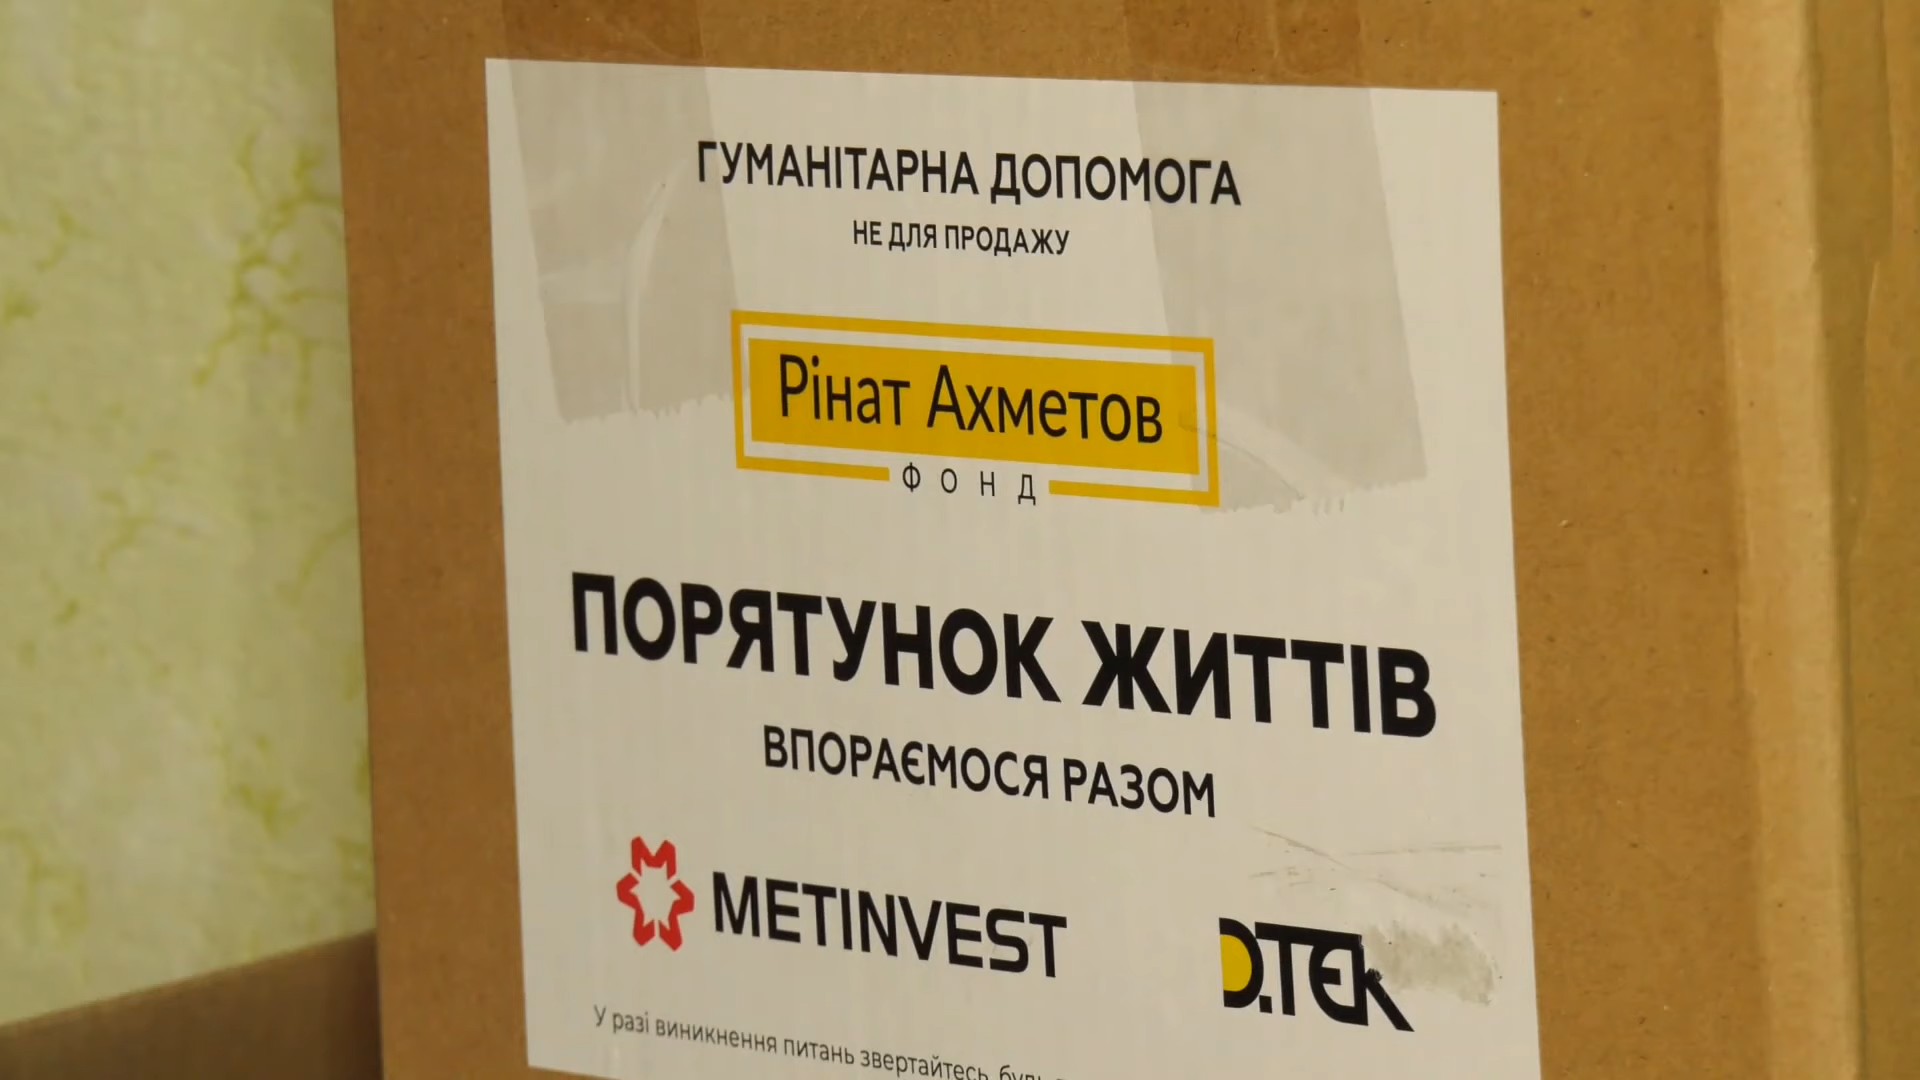 ГУМАНІТАРНА ДОПОМОГА
НЕ ДЛЯ ПРОДАЖУ
Рінат Ахметов
ФОНД
ПОРЯТУНОК ЖИТТІВ
ВПОРАЄМОСЯ РАЗОМ
METINVEST
D.TEK
У разі виникнення питань звертайтесь,